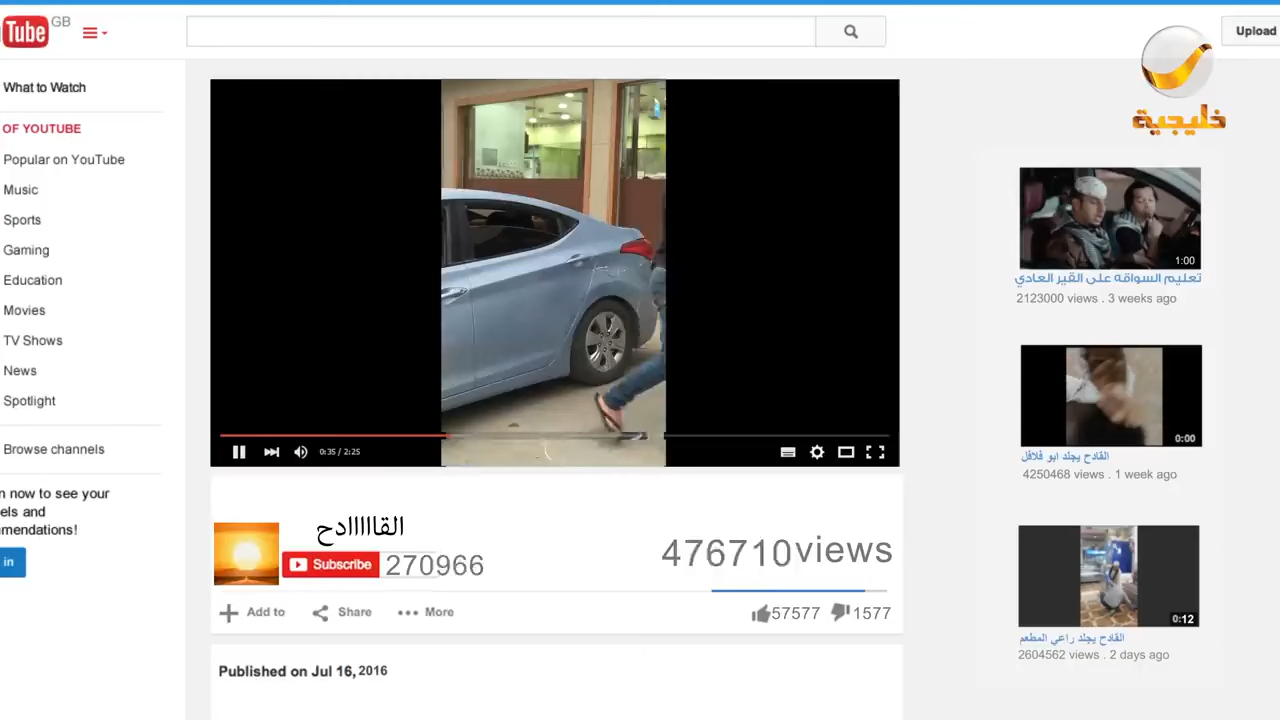 Tube GB
Upload
خليجية
What to Watch
OF YOUTUBE
Popular on YouTube
Music
Sports
Gaming
Education
Movies
TV Shows
News
Spotlight
Browse channels
n now to see your
els and
mendations!
in
0:35 / 2:25
القاااااادح
Subscribe 270966
476710views
Add to Share More
57577 1577
Published on Jul 16, 2016
1:00
تعليم السواقه على القير العادي
2123000 views . 3 weeks ago
0:00
القادح يجلد ابو فلافل
4250468 views . 1 week ago
0:12
القادح يجلد راعي المطعم
2604562 views . 2 days ago